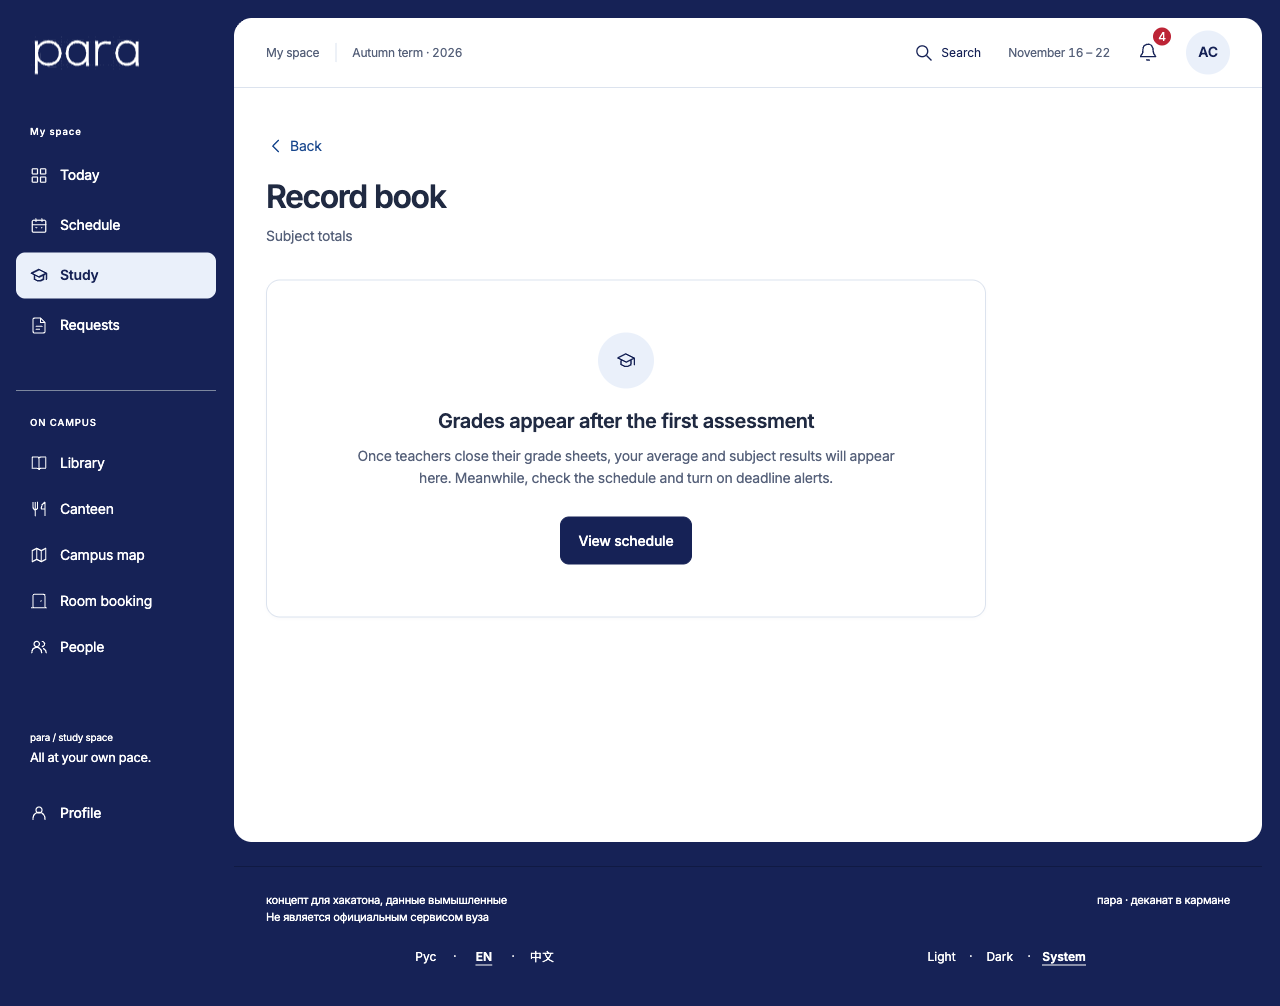 para
My space
Today
Schedule
Study
Requests
ON CAMPUS
Library
Canteen
Campus map
Room booking
People
para / study space
All at your own pace.
Profile
My space
Autumn term · 2026
Search
November 16 – 22
4
AC
Back
Record book
Subject totals
Grades appear after the first assessment
Once teachers close their grade sheets, your average and subject results will appear
here. Meanwhile, check the schedule and turn on deadline alerts.
View schedule
концепт для хакатона, данные вымышленные
Не является официальным сервисом вуза
пара · деканат в кармане
Рус · EN · 中文
Light · Dark · System